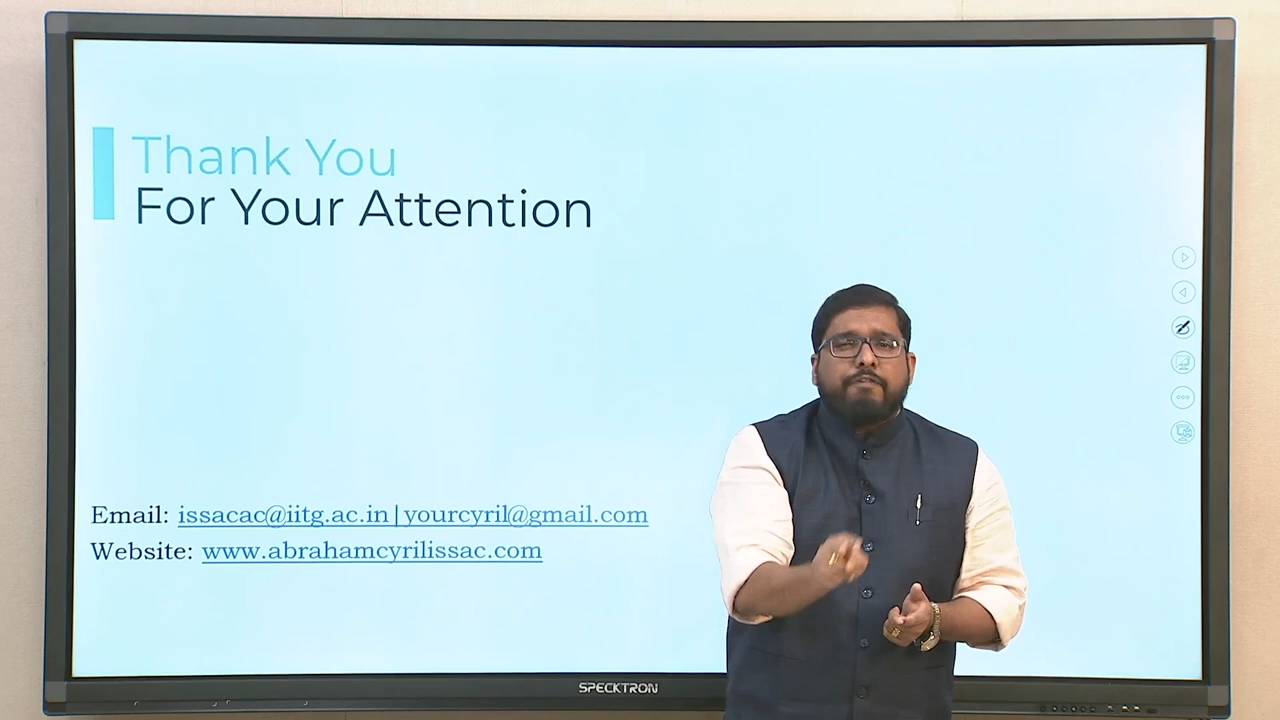 Thank You
For Your Attention
Email: issacac@iitg.ac.in|yourcyril@gmail.com
Website: www.abrahamcyrilissac.com
SPECKTRON